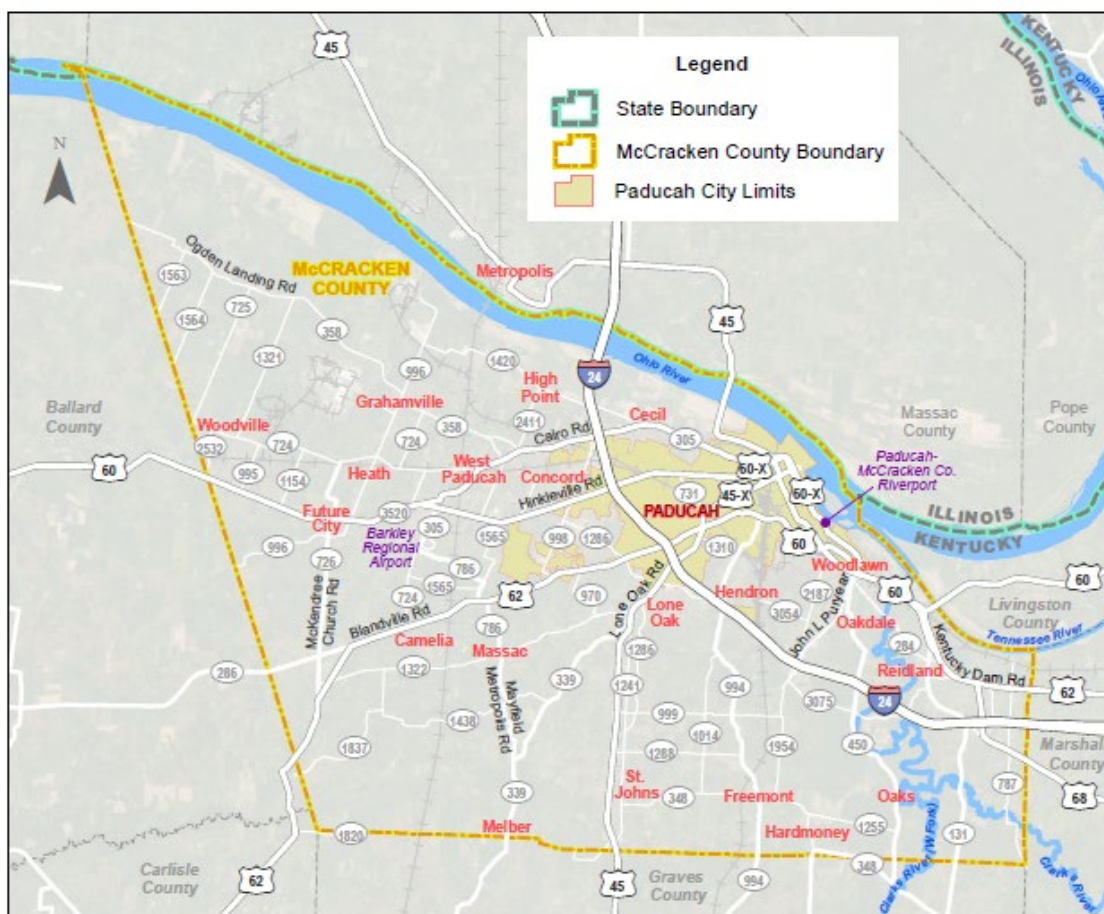 Legend
State Boundary
McCracken County Boundary
Paducah City Limits
N
45
KENTUCKY
ILLINOIS
Ohio River
Ogden Landing Rd
McCRACKEN
COUNTY
Metropolis
1563
725
1564
358
1321
996
1420
45
24
Ohio River
High
Point
Ballard
County
Grahamville
Cecil
Massac
County
Pope
County
Woodville
2532
724
724
358
2411
Cairo Rd
305
60
995
1154
Heath
West
Paducah
Concord
Hinkleville Rd
60-X
45-X
60-X
731
PADUCAH
Paducah-
McCracken Co.
Riverport
ILLINOIS
KENTUCKY
Future
City
3520
305
Barkley
Regional
Airport
1565
998
1286
1310
60
996
726
McKendree
Church Rd
724
1565
786
62
970
Lone Oak Rd
Lone
Oak
Hendron
3054
2187
Woodlawn
John L Puryear
60
60
Livingston
County
Tennessee River
Blandville Rd
Camelia
786
Massac
Oakdale
284
Kentucky Dam Rd
Reidland
62
286
1322
339
1286
1241
994
3075
24
1438
Mayfield
Metropolis Rd
999
1014
1837
1288
1954
450
Marshall
County
St.
Johns
348
Freemont
Oaks
787
68
339
Melber
1820
Hardmoney
1255
131
348
Clarks River (W Fork)
Clarks River
Carlisle
County
62
45
Graves
County
994